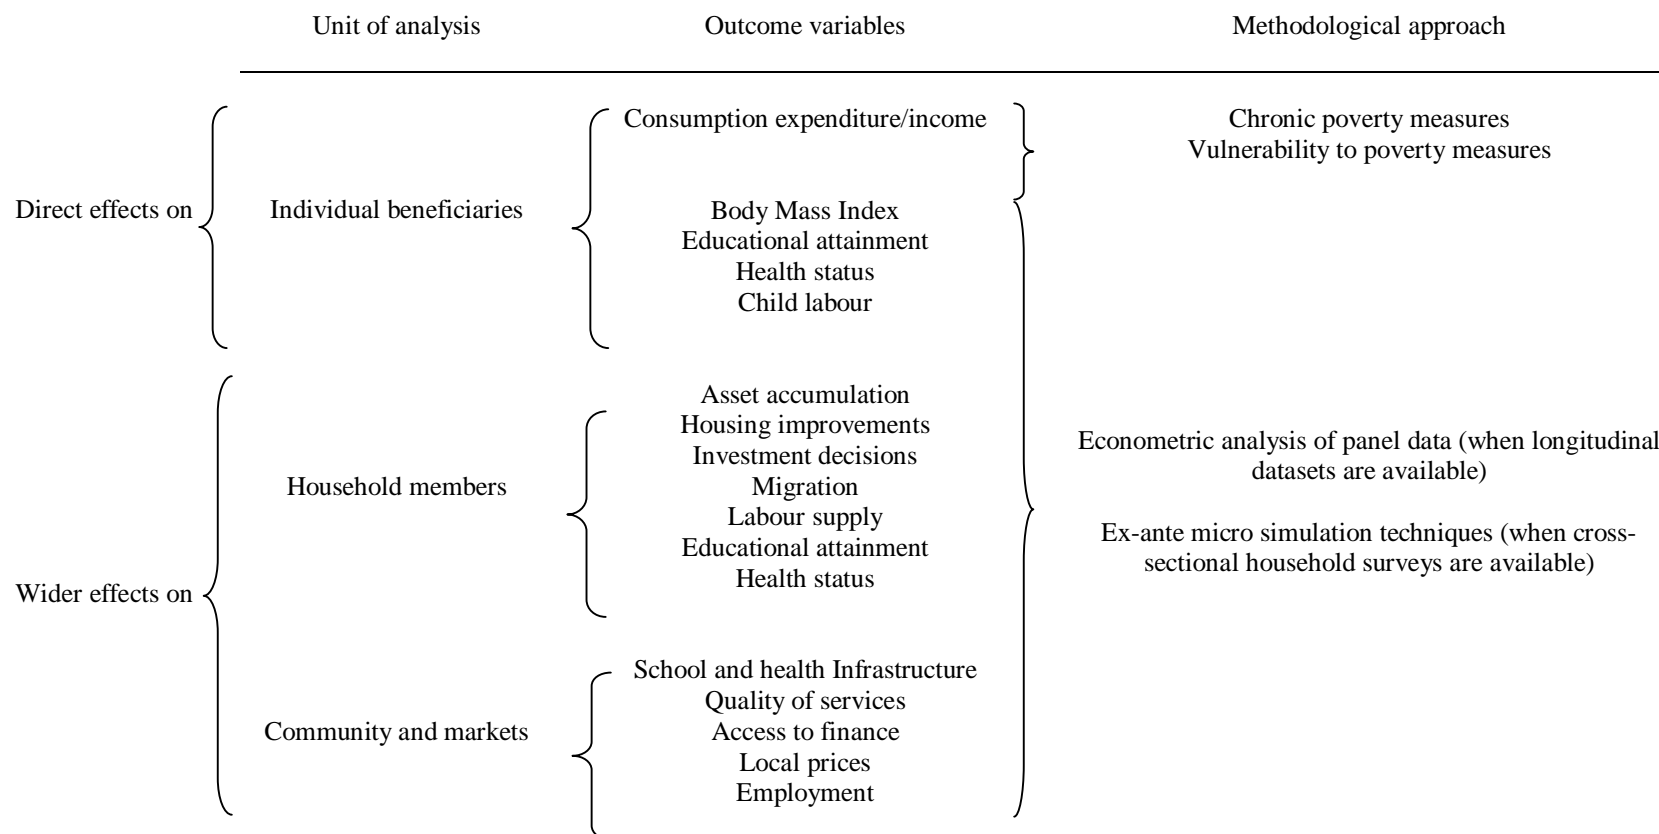 Unit of analysis
Outcome variables
Methodological approach
Consumption expenditure/income
Chronic poverty measures
Vulnerability to poverty measures
Direct effects on
Individual beneficiaries
Body Mass Index
Educational attainment
Health status
Child labour
Asset accumulation
Housing improvements
Investment decisions
Household members
Migration
Labour supply
Educational attainment
Health status
Econometric analysis of panel data (when longitudinal
datasets are available)
Ex-ante micro simulation techniques (when cross-
sectional household surveys are available)
Wider effects on
School and health Infrastructure
Quality of services
Community and markets
Access to finance
Local prices
Employment